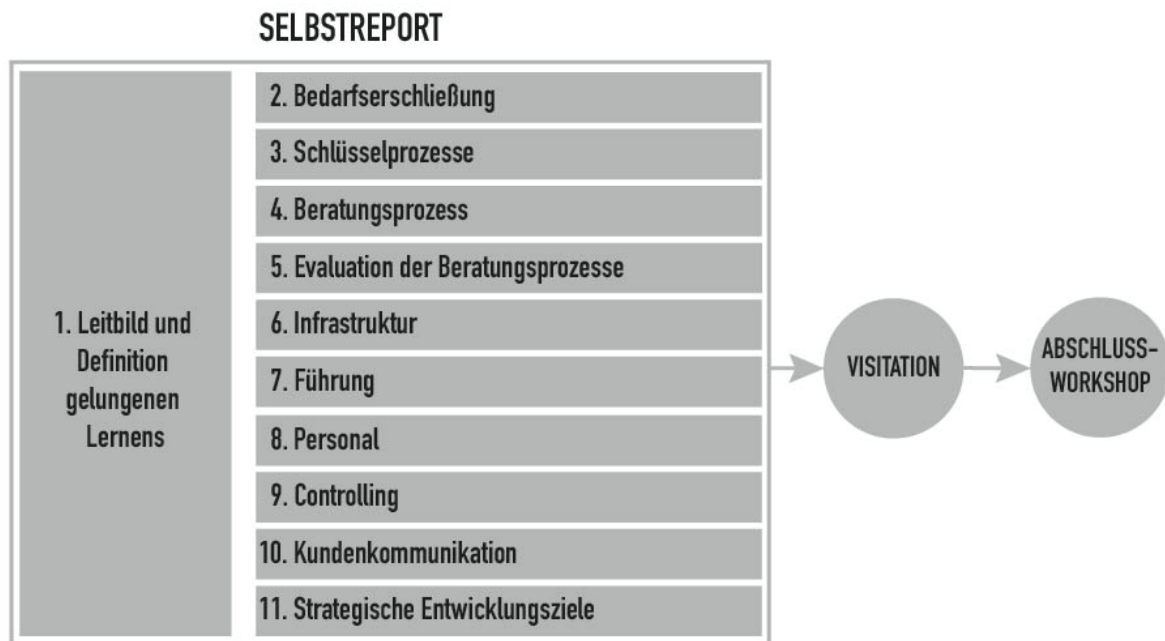 SELBSTREPORT
1. Leitbild und
Definition
gelungenen
Lernens
2. Bedarfserschließung
3. Schlüsselprozesse
4. Beratungsprozess
5. Evaluation der Beratungsprozesse
6. Infrastruktur
7. Führung
8. Personal
9. Controlling
10. Kundenkommunikation
11. Strategische Entwicklungsziele
VISITATION
ABSCHLUSS-
WORKSHOP